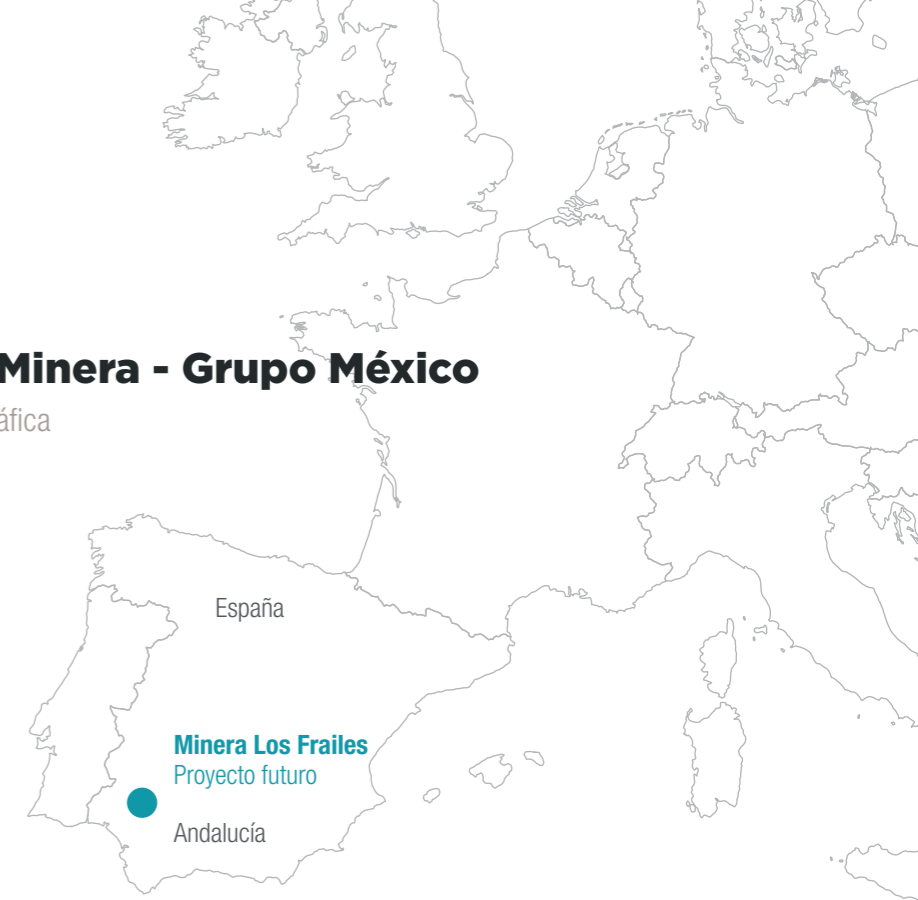 Minera - Grupo México
áfica
España
Minera Los Frailes
Proyecto futuro
Andalucía